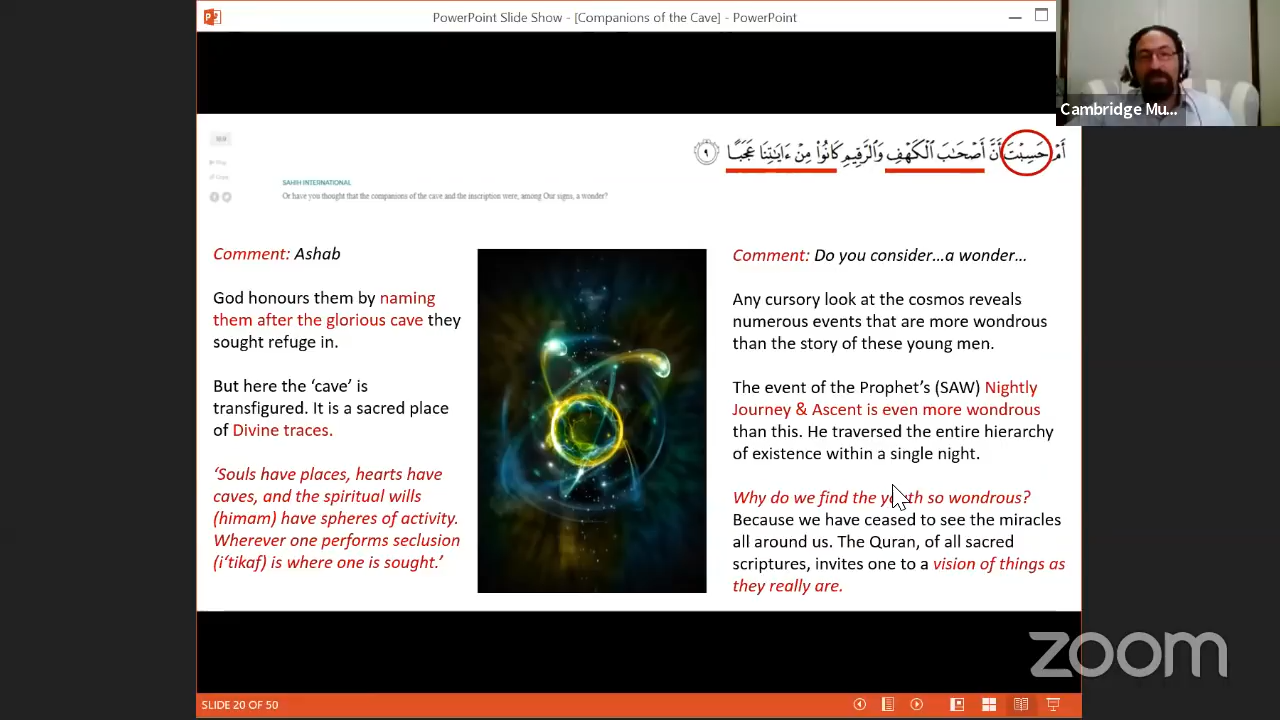 PowerPoint Slide Show - [Companions of the Cave] - PowerPoint
Cambridge Mu...
أَمْ حَسِبْتَ أَنَّ أَصْحَـٰبَ ٱلْكَهْفِ وَٱلرَّقِيمِ كَانُوا۟ مِنْ ءَايَـٰتِنَا عَجَبًا ٩
SAHIH INTERNATIONAL
Or have you thought that the companions of the cave and the inscription were, among Our signs, a wonder?
Comment: Ashab
God honours them by naming
them after the glorious cave they
sought refuge in.
But here the ‘cave’ is
transfigured. It is a sacred place
of Divine traces.
‘Souls have places, hearts have
caves, and the spiritual wills
(himam) have spheres of activity.
Wherever one performs seclusion
(i‘tikaf) is where one is sought.’
Comment: Do you consider…a wonder…
Any cursory look at the cosmos reveals
numerous events that are more wondrous
than the story of these young men.
The event of the Prophet’s (SAW) Nightly
Journey & Ascent is even more wondrous
than this. He traversed the entire hierarchy
of existence within a single night.
Why do we find the youth so wondrous?
Because we have ceased to see the miracles
all around us. The Quran, of all sacred
scriptures, invites one to a vision of things as
they really are.
zoom
SLIDE 20 OF 50